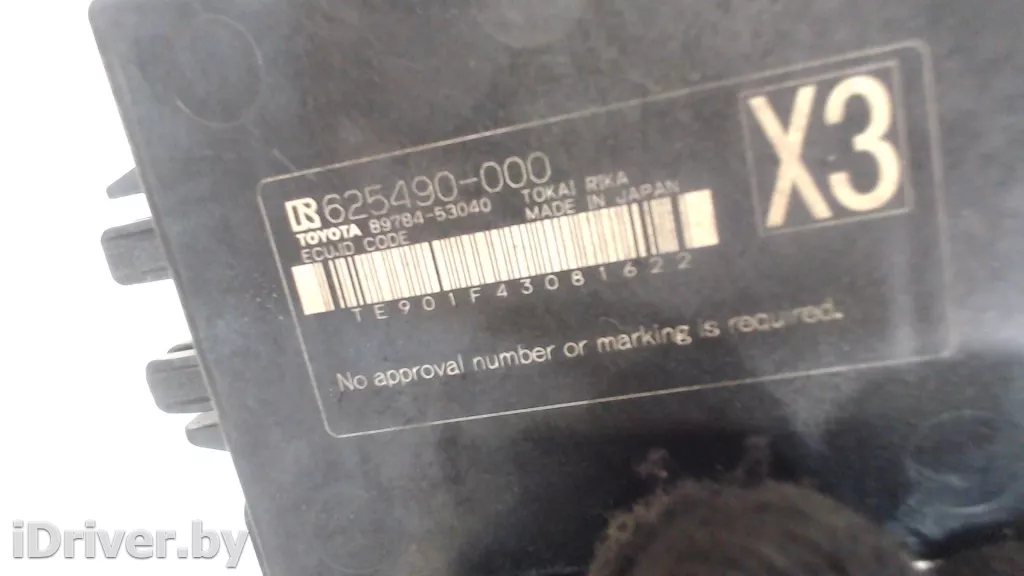 X3
R 625490-000
TOYOTA 89784-53040 TOKAI RIKA
ECUID CODE MADE IN JAPAN
TE901F43081622
No approval number or marking is required.
iDriver.by